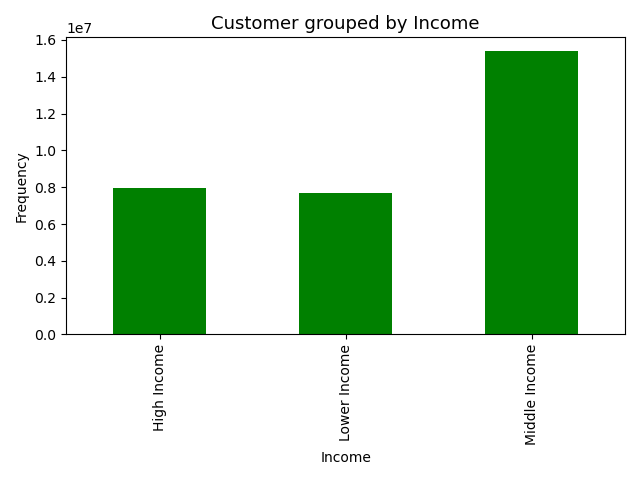 Customer grouped by Income
1e7
1.6
1.4
1.2
1.0
0.8
0.6
0.4
0.2
0.0
Frequency
High Income
Lower Income
Middle Income
Income